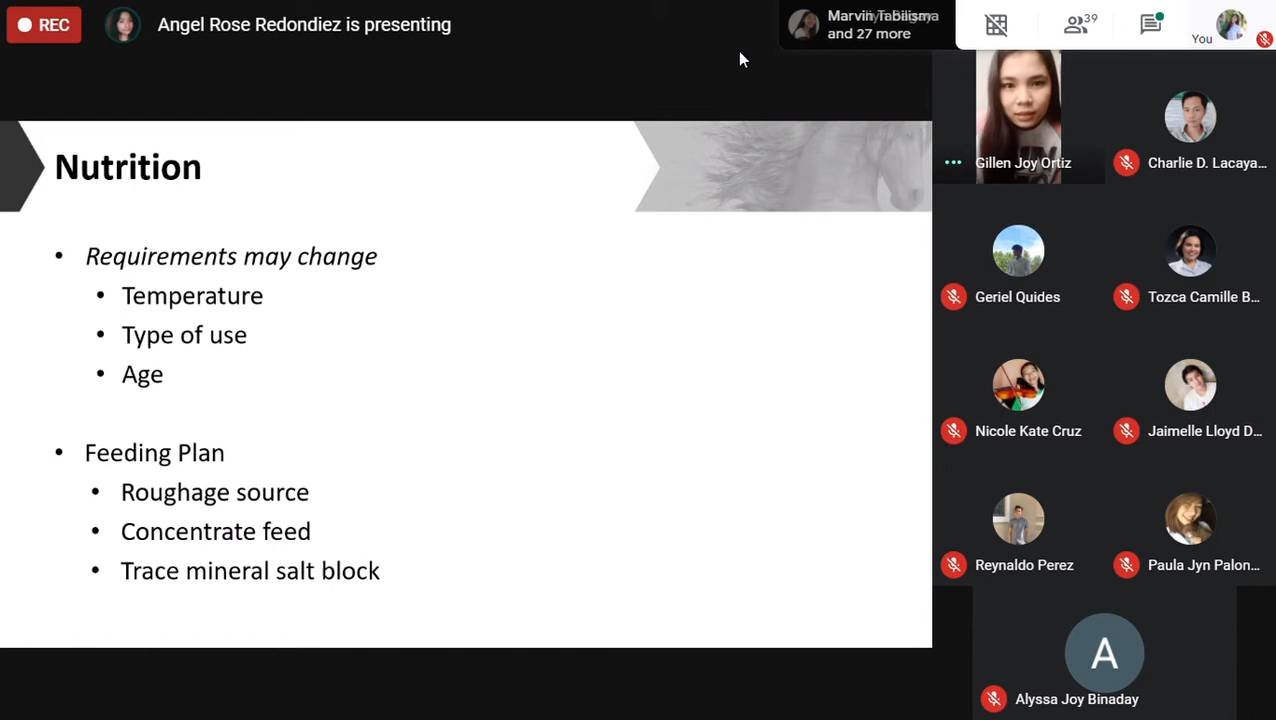 REC
Angel Rose Redondiez is presenting
Marvin Tabilisma
and 27 more
39
You
Nutrition
• Requirements may change
• Temperature
• Type of use
• Age
• Feeding Plan
• Roughage source
• Concentrate feed
• Trace mineral salt block
Gillen Joy Ortiz
Charlie D. Lacaya...
Geriel Quides
Tozca Camille B...
Nicole Kate Cruz
Jaimelle Lloyd D...
Reynaldo Perez
Paula Jyn Palon...
A
Alyssa Joy Binaday